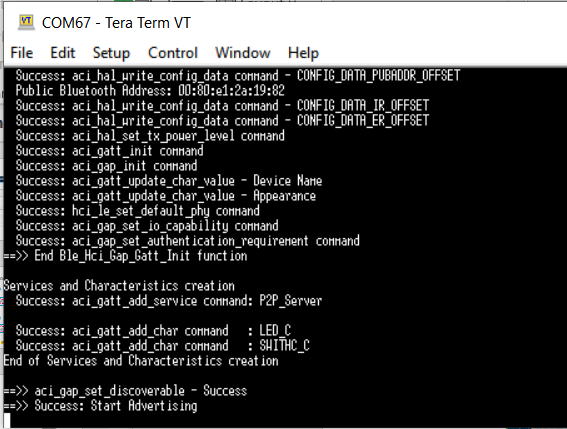 COM67 - Tera Term VT
File Edit Setup Control Window Help
Success: aci_hal_write_config_data command - CONFIG_DATA_PUBADDR_OFFSET
Public Bluetooth Address: 00:80:e1:2a:19:82
Success: aci_hal_write_config_data command - CONFIG_DATA_IR_OFFSET
Success: aci_hal_write_config_data command - CONFIG_DATA_ER_OFFSET
Success: aci_hal_set_tx_power_level command
Success: aci_gatt_init command
Success: aci_gap_init command
Success: aci_gatt_update_char_value - Device Name
Success: aci_gatt_update_char_value - Appearance
Success: hci_le_set_default_phy command
Success: aci_gap_set_io_capability command
Success: aci_gap_set_authentication_requirement command
==>> End Ble_Hci_Gap_Gatt_Init function
Services and Characteristics creation
Success: aci_gatt_add_service command: P2P_Server
Success: aci_gatt_add_char command : LED_C
Success: aci_gatt_add_char command : SWITHC_C
End of Services and Characteristics creation
==>> aci_gap_set_discoverable - Success
==>> Success: Start Advertising